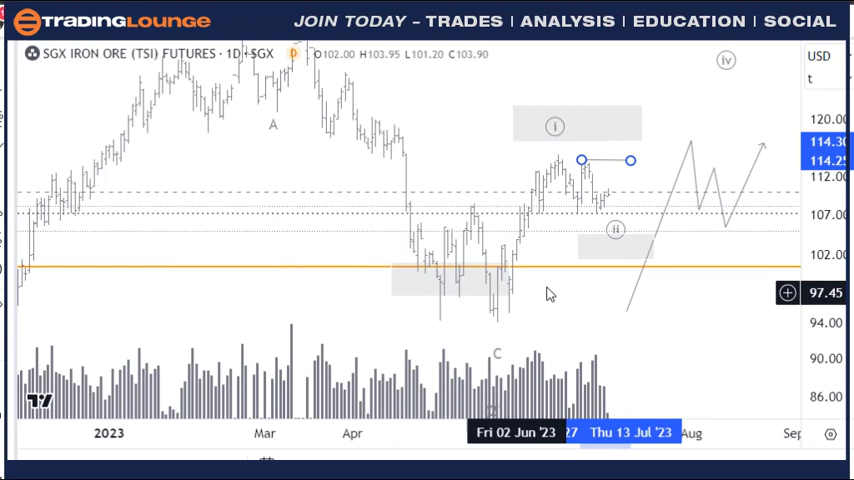 TRADINGLOUNGE
JOIN TODAY - TRADES | ANALYSIS | EDUCATION | SOCIAL
SGX IRON ORE (TSI) FUTURES · 1D · SGX D O102.00 H103.95 L101.20 C103.90
USD
t
iv
120.00
A
i
114.30
114.25
112.00
107.00
ii
102.00
97.45
94.00
C
90.00
86.00
2023
Mar
Apr
Fri 02 Jun '23
27
Thu 13 Jul '23
Aug
Sep